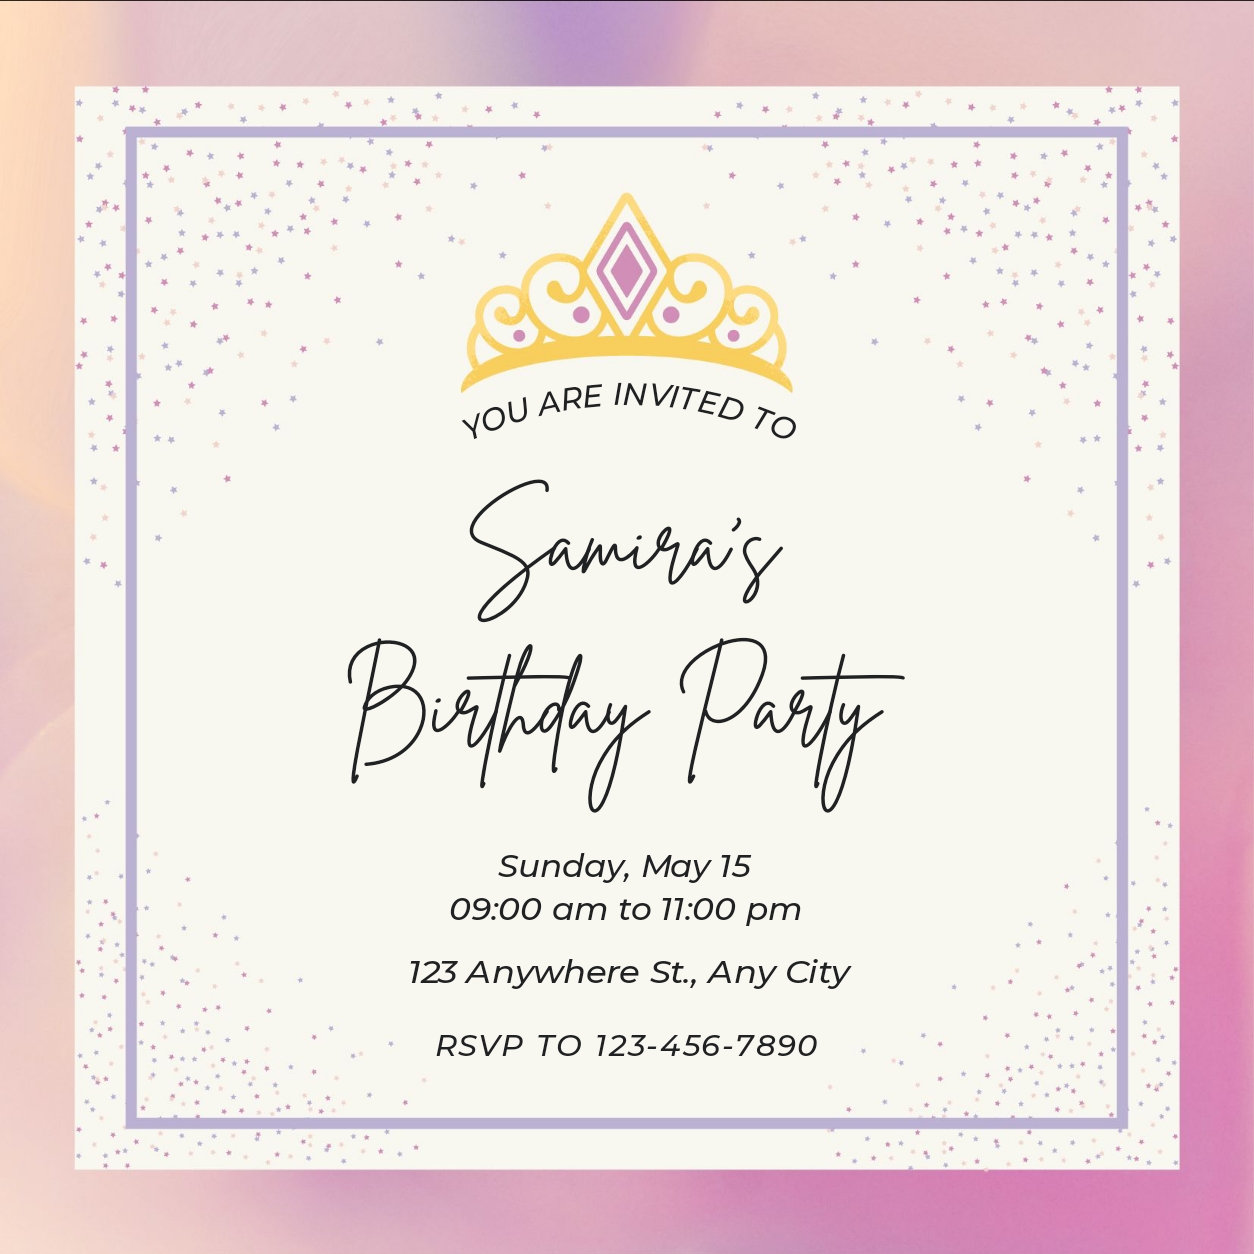 YOU ARE INVITED TO
Samira's
Birthday Party
Sunday, May 15
09:00 am to 11:00 pm
123 Anywhere St., Any City
RSVP TO 123-456-7890